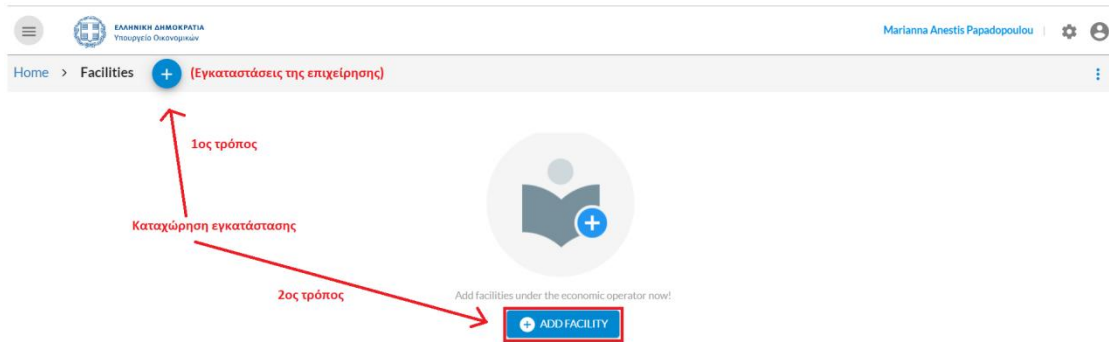 ΕΛΛΗΝΙΚΗ ΔΗΜΟΚΡΑΤΙΑ
Υπουργείο Οικονομικών
Marianna Anestis Papadopoulou
Home > Facilities + (Εγκαταστάσεις της επιχείρησης)
1ος τρόπος
Καταχώρηση εγκατάστασης
2ος τρόπος
Add facilities under the economic operator now!
ADD FACILITY